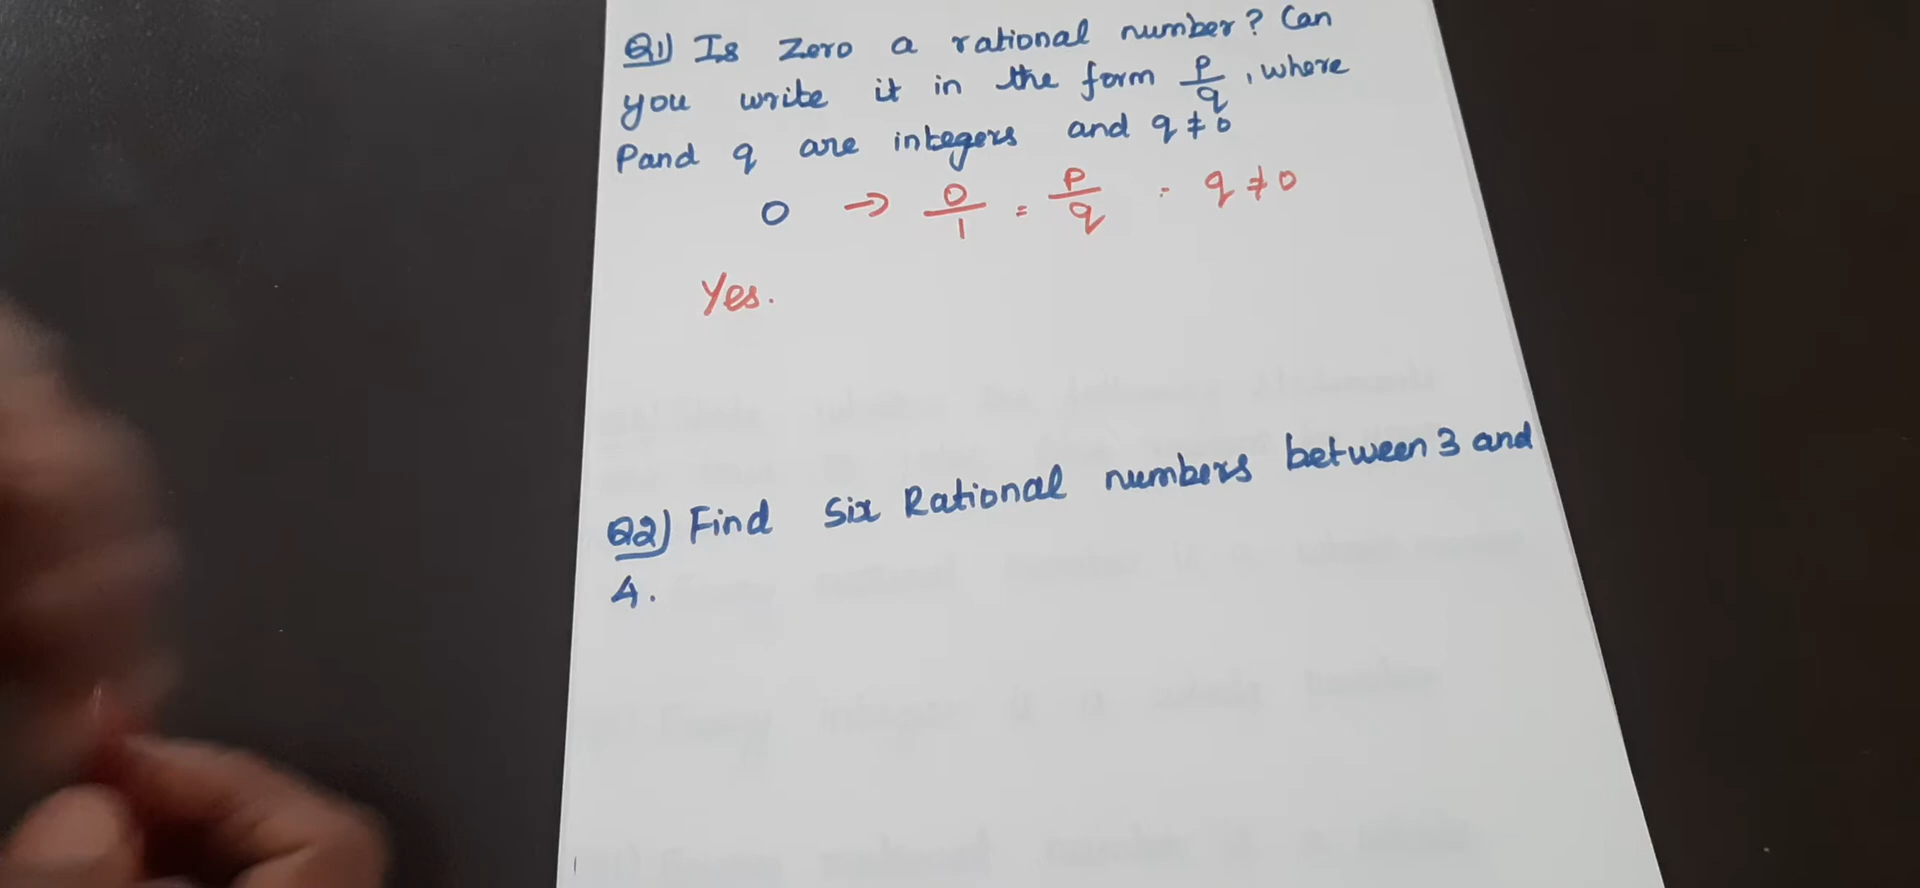 Q1) Is Zero a rational number? Can
you write it in the form p/q, where
P and q are integers and q ≠ 0
0 → 0/1 = P/q : q ≠ 0
Yes.
Q2) Find Six Rational numbers between 3 and
4.